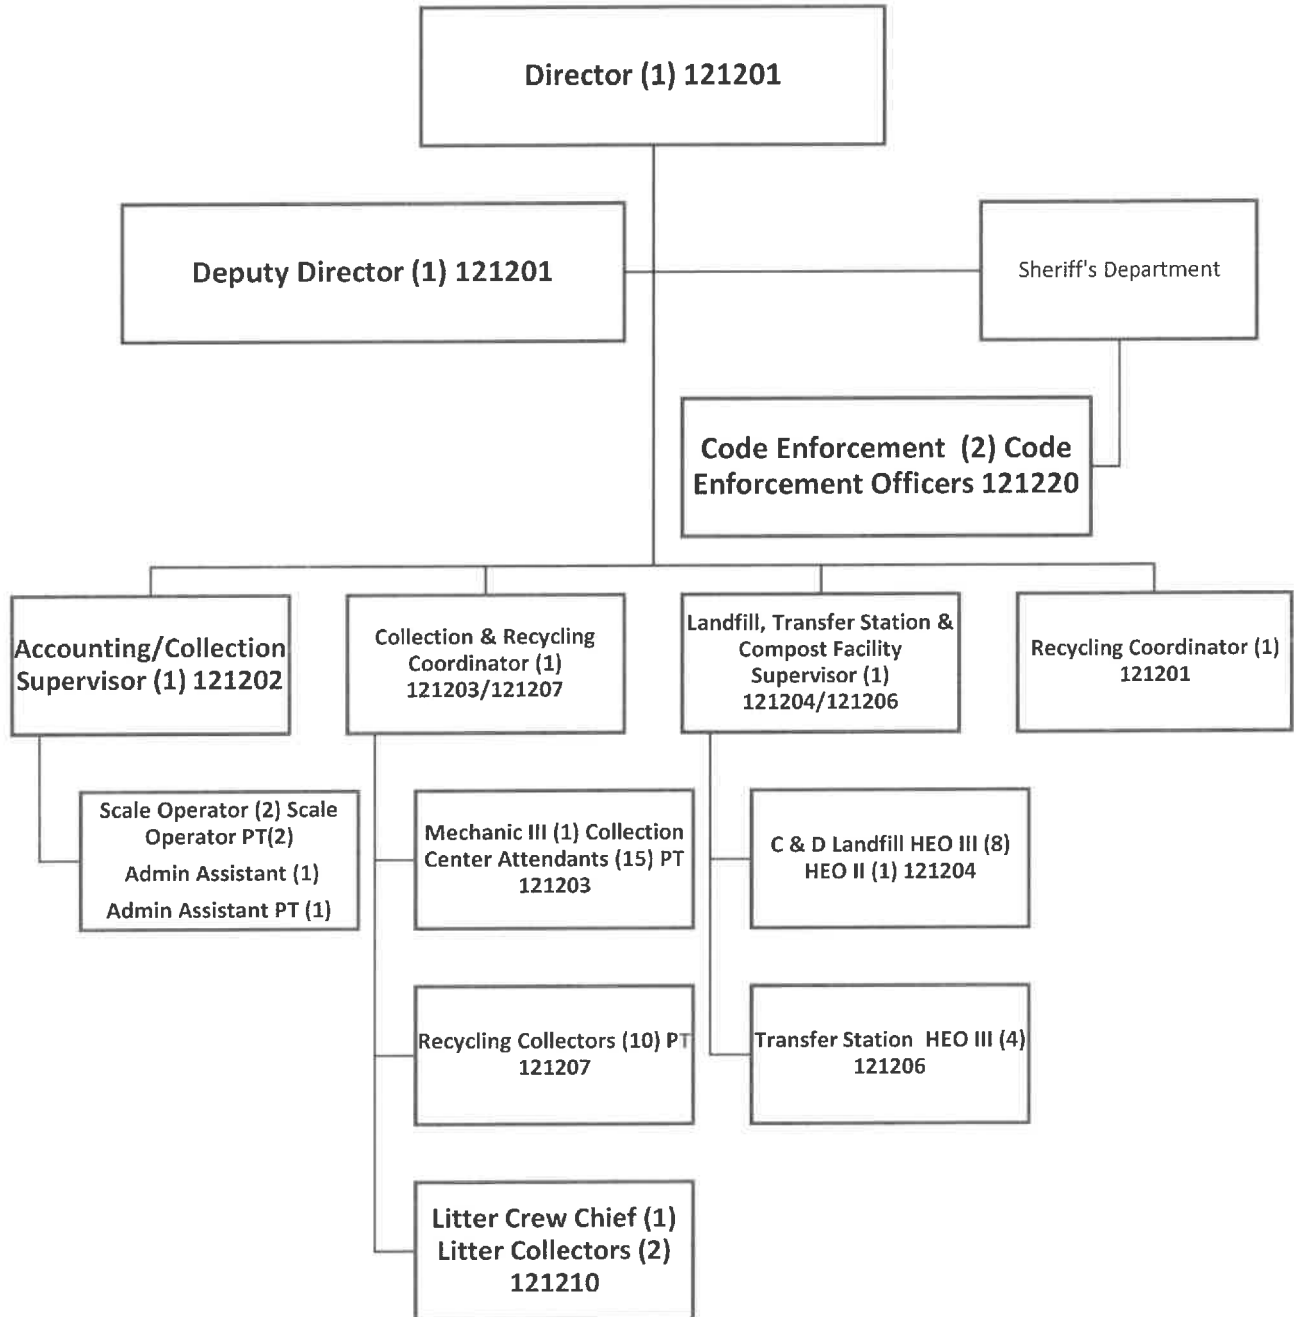 Director (1) 121201
Deputy Director (1) 121201
Sheriff's Department
Code Enforcement (2) Code
Enforcement Officers 121220
Accounting/Collection
Supervisor (1) 121202
Collection & Recycling
Coordinator (1)
121203/121207
Landfill, Transfer Station &
Compost Facility
Supervisor (1)
121204/121206
Recycling Coordinator (1)
121201
Scale Operator (2) Scale
Operator PT(2)
Admin Assistant (1)
Admin Assistant PT (1)
Mechanic III (1) Collection
Center Attendants (15) PT
121203
C & D Landfill HEO III (8)
HEO II (1) 121204
Recycling Collectors (10) PT
121207
Transfer Station HEO III (4)
121206
Litter Crew Chief (1)
Litter Collectors (2)
121210